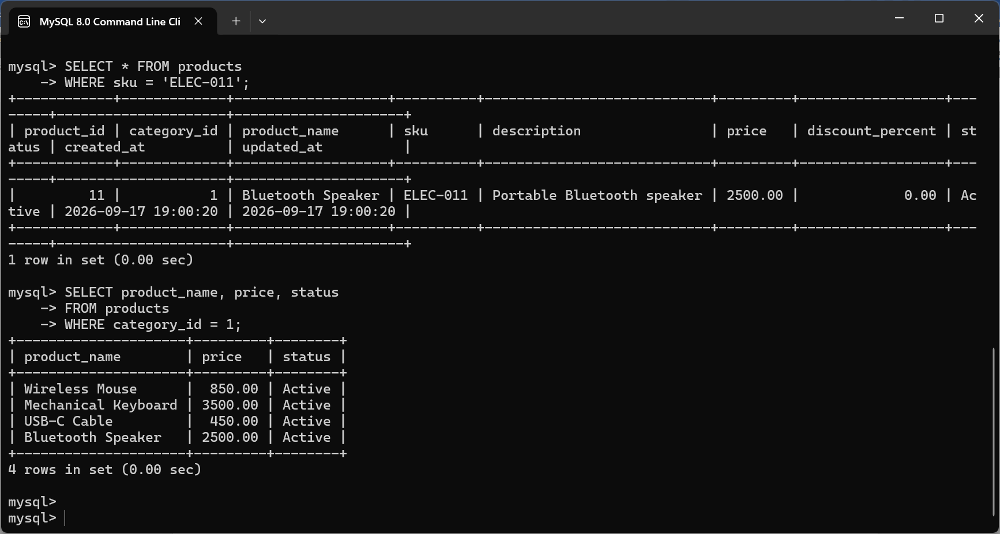 MySQL 8.0 Command Line Cli
mysql> SELECT * FROM products
    -> WHERE sku = 'ELEC-011';
+------------+-------------+-------------------+----------+----------------------------+---------+------------------+---
-----+---------------------+---------------------+
| product_id | category_id | product_name      | sku      | description                | price   | discount_percent | st
atus | created_at          | updated_at          |
+------------+-------------+-------------------+----------+----------------------------+---------+------------------+---
-----+---------------------+---------------------+
|         11 |           1 | Bluetooth Speaker | ELEC-011 | Portable Bluetooth speaker | 2500.00 |             0.00 | Ac
tive | 2026-09-17 19:00:20 | 2026-09-17 19:00:20 |
+------------+-------------+-------------------+----------+----------------------------+---------+------------------+---
-----+---------------------+---------------------+
1 row in set (0.00 sec)

mysql> SELECT product_name, price, status
    -> FROM products
    -> WHERE category_id = 1;
+---------------------+---------+--------+
| product_name        | price   | status |
+---------------------+---------+--------+
| Wireless Mouse      |  850.00 | Active |
| Mechanical Keyboard | 3500.00 | Active |
| USB-C Cable         |  450.00 | Active |
| Bluetooth Speaker   | 2500.00 | Active |
+---------------------+---------+--------+
4 rows in set (0.00 sec)

mysql>
mysql>